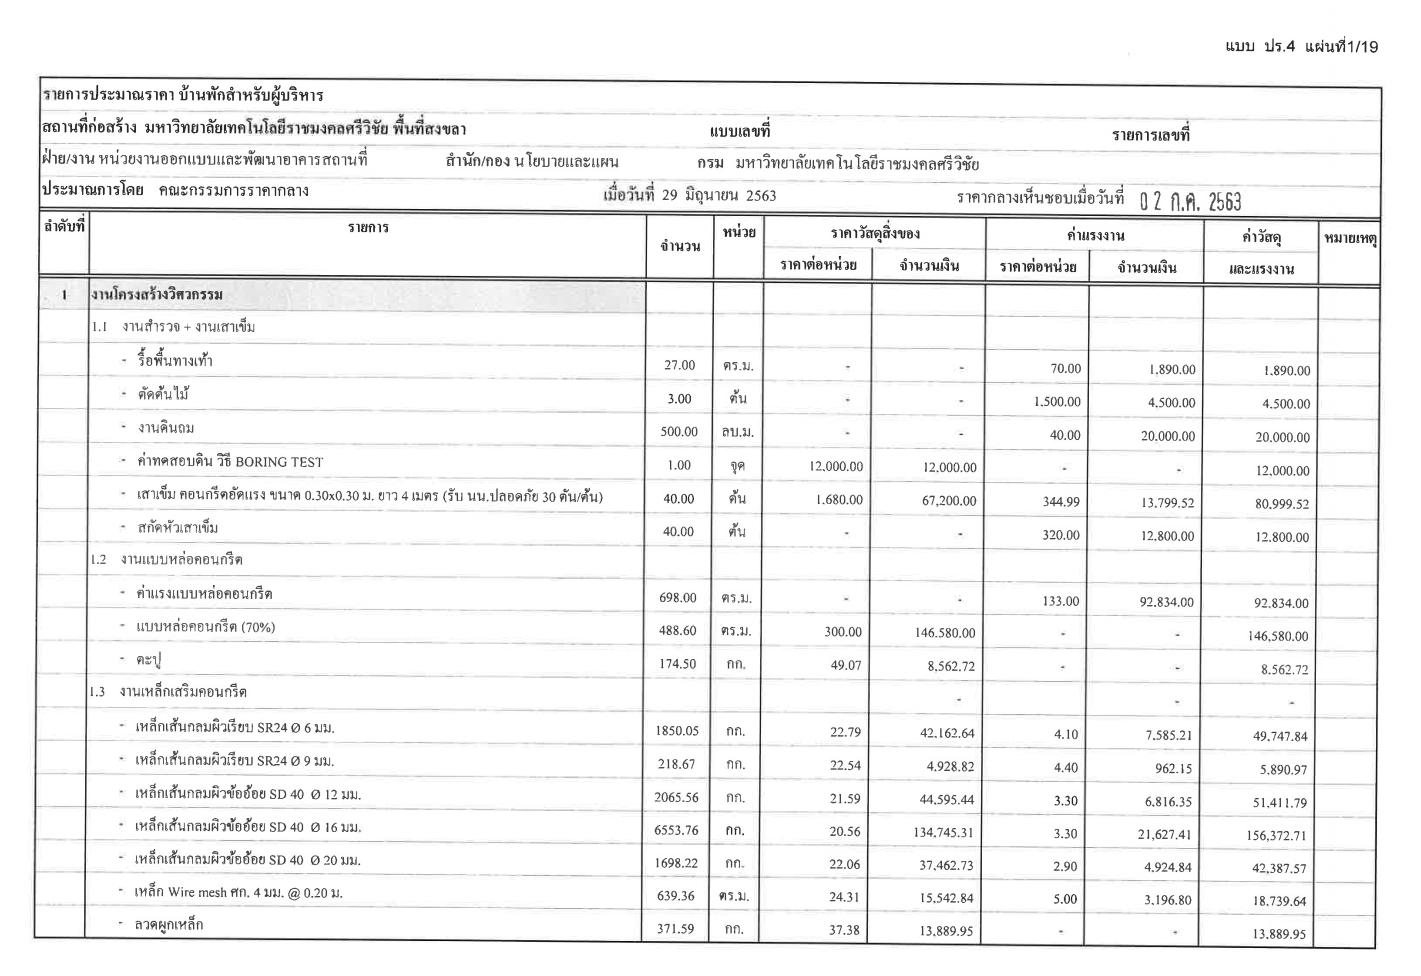 แบบ ปร.4 แผ่นที่1/19
รายการประมาณราคา บ้านพักสำหรับผู้บริหาร
สถานที่ก่อสร้าง มหาวิทยาลัยเทคโนโลยีราชมงคลศรีวิชัย พื้นที่สงขลา แบบเลขที่ รายการเลขที่
ฝ่าย/งาน หน่วยงานออกแบบและพัฒนาอาคารสถานที่ สำนัก/กอง นโยบายและแผน กรม มหาวิทยาลัยเทคโนโลยีราชมงคลศรีวิชัย
ประมาณการโดย คณะกรรมการราคากลาง เมื่อวันที่ 29 มิถุนายน 2563 ราคากลางเห็นชอบเมื่อวันที่ 02 ก.ค. 2563
ลำดับที่ รายการ จำนวน หน่วย ราคาวัสดุสิ่งของ ค่าแรงงาน ค่าวัสดุ หมายเหตุ
ราคาต่อหน่วย จำนวนเงิน ราคาต่อหน่วย จำนวนเงิน และแรงงาน
1 งานโครงสร้างวิศวกรรม
1.1 งานสำรวจ + งานเสาเข็ม
- รื้อพื้นทางเท้า 27.00 ตร.ม. - - 70.00 1,890.00 1,890.00
- ตัดต้นไม้ 3.00 ต้น - - 1,500.00 4,500.00 4,500.00
- งานดินถม 500.00 ลบ.ม. - - 40.00 20,000.00 20,000.00
- ค่าทดสอบดิน วิธี BORING TEST 1.00 จุด 12,000.00 12,000.00 - - 12,000.00
- เสาเข็ม คอนกรีตอัดแรง ขนาด 0.30x0.30 ม. ยาว 4 เมตร (รับ นน.ปลอดภัย 30 ตัน/ต้น) 40.00 ต้น 1,680.00 67,200.00 344.99 13,799.52 80,999.52
- สกัดหัวเสาเข็ม 40.00 ต้น - - 320.00 12,800.00 12,800.00
1.2 งานแบบหล่อคอนกรีต
- ค่าแรงแบบหล่อคอนกรีต 698.00 ตร.ม. - - 133.00 92,834.00 92,834.00
- แบบหล่อคอนกรีต (70%) 488.60 ตร.ม. 300.00 146,580.00 - - 146,580.00
- ตะปู 174.50 กก. 49.07 8,562.72 - - 8,562.72
1.3 งานเหล็กเสริมคอนกรีต - - -
- เหล็กเส้นกลมผิวเรียบ SR24 Ø 6 มม. 1850.05 กก. 22.79 42,162.64 4.10 7,585.21 49,747.84
- เหล็กเส้นกลมผิวเรียบ SR24 Ø 9 มม. 218.67 กก. 22.54 4,928.82 4.40 962.15 5,890.97
- เหล็กเส้นกลมผิวข้ออ้อย SD 40 Ø 12 มม. 2065.56 กก. 21.59 44,595.44 3.30 6,816.35 51,411.79
- เหล็กเส้นกลมผิวข้ออ้อย SD 40 Ø 16 มม. 6553.76 กก. 20.56 134,745.31 3.30 21,627.41 156,372.71
- เหล็กเส้นกลมผิวข้ออ้อย SD 40 Ø 20 มม. 1698.22 กก. 22.06 37,462.73 2.90 4,924.84 42,387.57
- เหล็ก Wire mesh ศก. 4 มม. @ 0.20 ม. 639.36 ตร.ม. 24.31 15,542.84 5.00 3,196.80 18,739.64
- ลวดผูกเหล็ก 371.59 กก. 37.38 13,889.95 - - 13,889.95